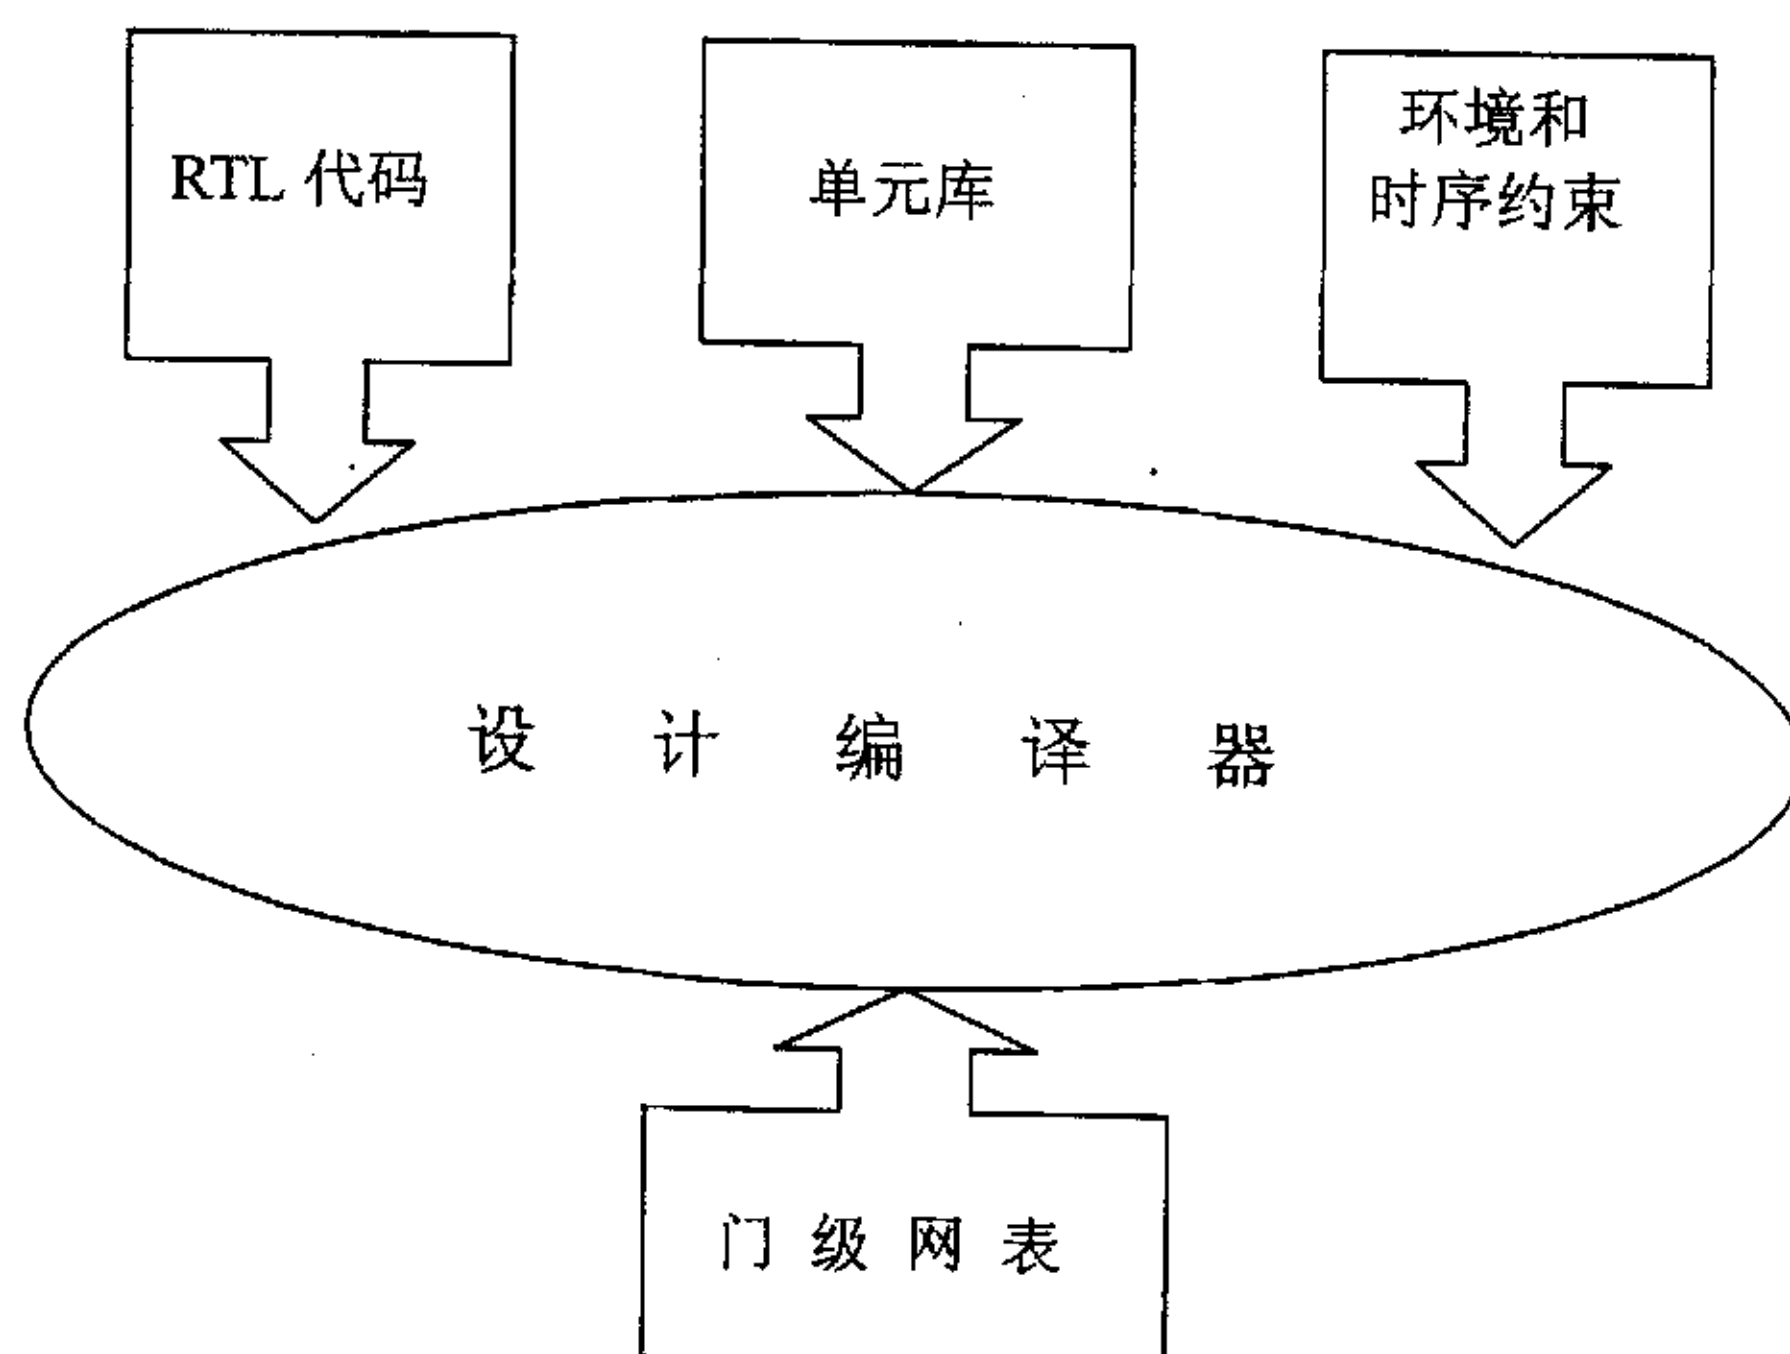 RTL 代码
单元库
环境和
时序约束
设 计 编 译 器
门 级 网 表